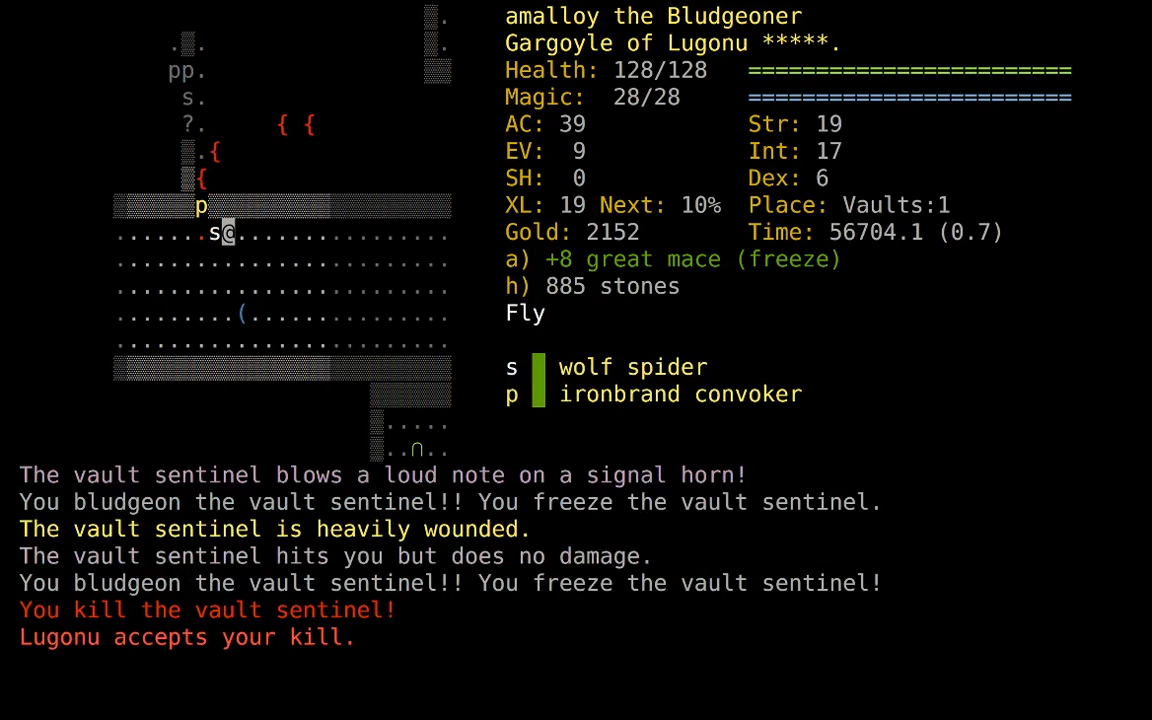 amalloy the Bludgeoner
Gargoyle of Lugonu *****.
Health: 128/128 ========================
Magic: 28/28 ========================
AC: 39 Str: 19
EV: 9 Int: 17
SH: 0 Dex: 6
XL: 19 Next: 10% Place: Vaults:1
Gold: 2152 Time: 56704.1 (0.7)
a) +8 great mace (freeze)
h) 885 stones
Fly
s wolf spider
p ironbrand convoker
▒.
.▒. ▒.
pp. ▒▒
s.
?. { {
▒.{
▒{
▒▒▒▒▒▒p▒▒▒▒▒▒▒▒▒▒▒▒▒▒▒▒▒▒
.......s@................
.........................
.........................
.........(...............
.........................
▒▒▒▒▒▒▒▒▒▒▒▒▒▒▒▒▒▒▒▒▒▒▒▒▒
▒▒▒▒▒▒
▒.....
▒..∩..
The vault sentinel blows a loud note on a signal horn!
You bludgeon the vault sentinel!! You freeze the vault sentinel.
The vault sentinel is heavily wounded.
The vault sentinel hits you but does no damage.
You bludgeon the vault sentinel!! You freeze the vault sentinel!
You kill the vault sentinel!
Lugonu accepts your kill.